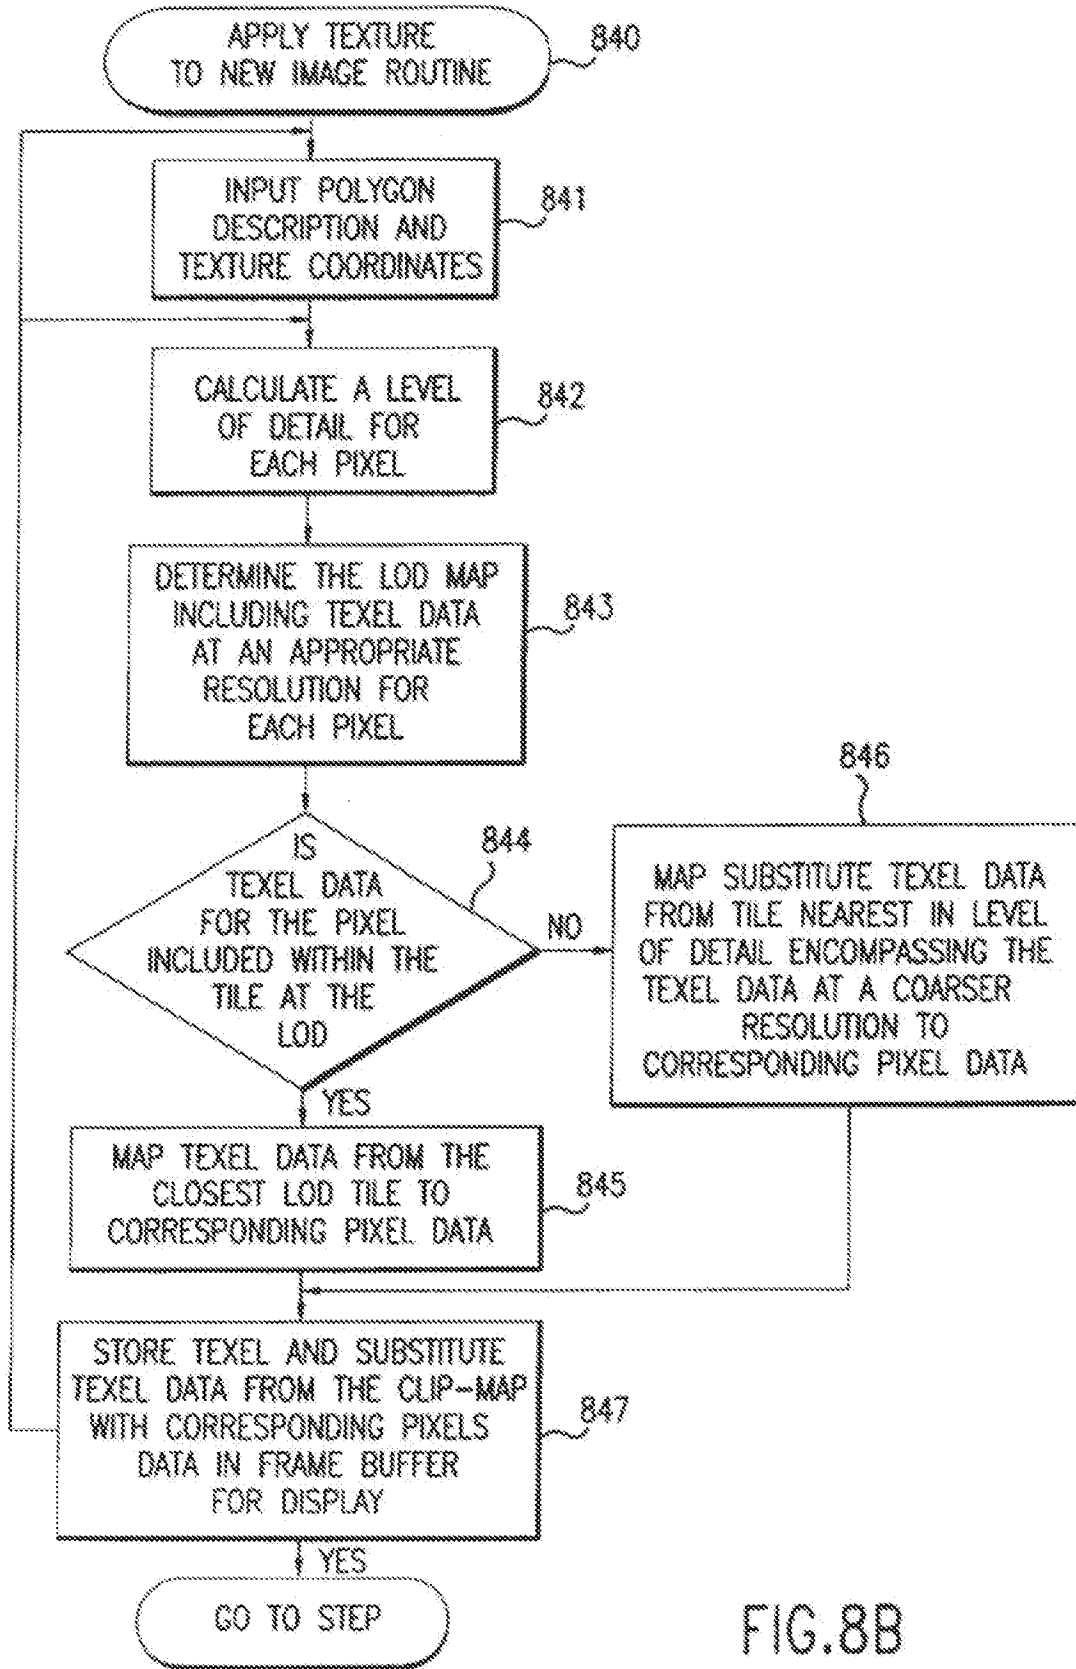 APPLY TEXTURE
TO NEW IMAGE ROUTINE
840
INPUT POLYGON
DESCRIPTION AND
TEXTURE COORDINATES
841
CALCULATE A LEVEL
OF DETAIL FOR
EACH PIXEL
842
DETERMINE THE LOD MAP
INCLUDING TEXEL DATA
AT AN APPROPRIATE
RESOLUTION FOR
EACH PIXEL
843
IS
TEXEL DATA
FOR THE PIXEL
INCLUDED WITHIN THE
TILE AT THE
LOD
844
NO
846
MAP SUBSTITUTE TEXEL DATA
FROM TILE NEAREST IN LEVEL
OF DETAIL ENCOMPASSING THE
TEXEL DATA AT A COARSER
RESOLUTION TO
CORRESPONDING PIXEL DATA
YES
MAP TEXEL DATA FROM THE
CLOSEST LOD TILE TO
CORRESPONDING PIXEL DATA
845
STORE TEXEL AND SUBSTITUTE
TEXEL DATA FROM THE CLIP-MAP
WITH CORRESPONDING PIXELS
DATA IN FRAME BUFFER
FOR DISPLAY
847
YES
GO TO STEP
FIG.8B